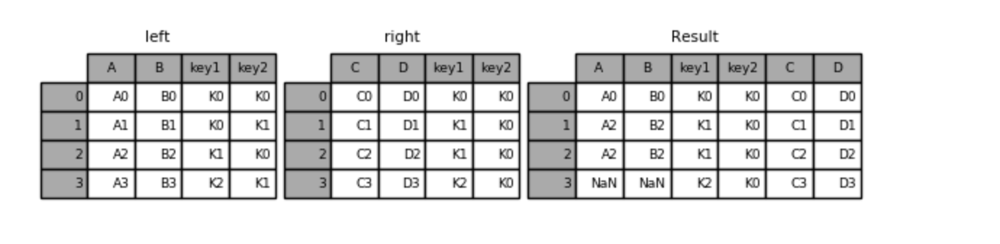 left right Result
A B key1 key2 C D key1 key2 A B key1 key2 C D
0 A0 B0 K0 K0 0 C0 D0 K0 K0 0 A0 B0 K0 K0 C0 D0
1 A1 B1 K0 K1 1 C1 D1 K1 K0 1 A2 B2 K1 K0 C1 D1
2 A2 B2 K1 K0 2 C2 D2 K1 K0 2 A2 B2 K1 K0 C2 D2
3 A3 B3 K2 K1 3 C3 D3 K2 K0 3 NaN NaN K2 K0 C3 D3